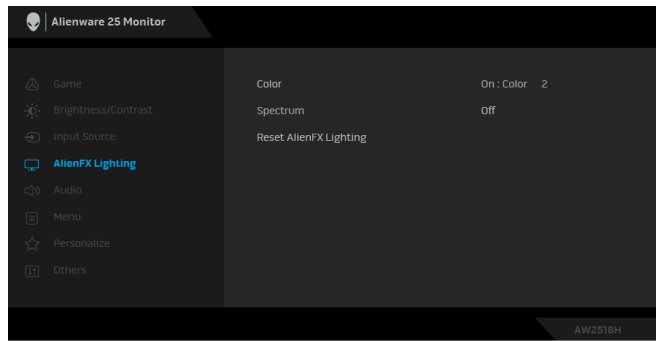 Alienware 25 Monitor
Game
Color On : Color 2
Brightness/Contrast
Spectrum Off
Input Source
Reset AlienFX Lighting
AlienFX Lighting
Audio
Menu
Personalize
Others
AW2518H